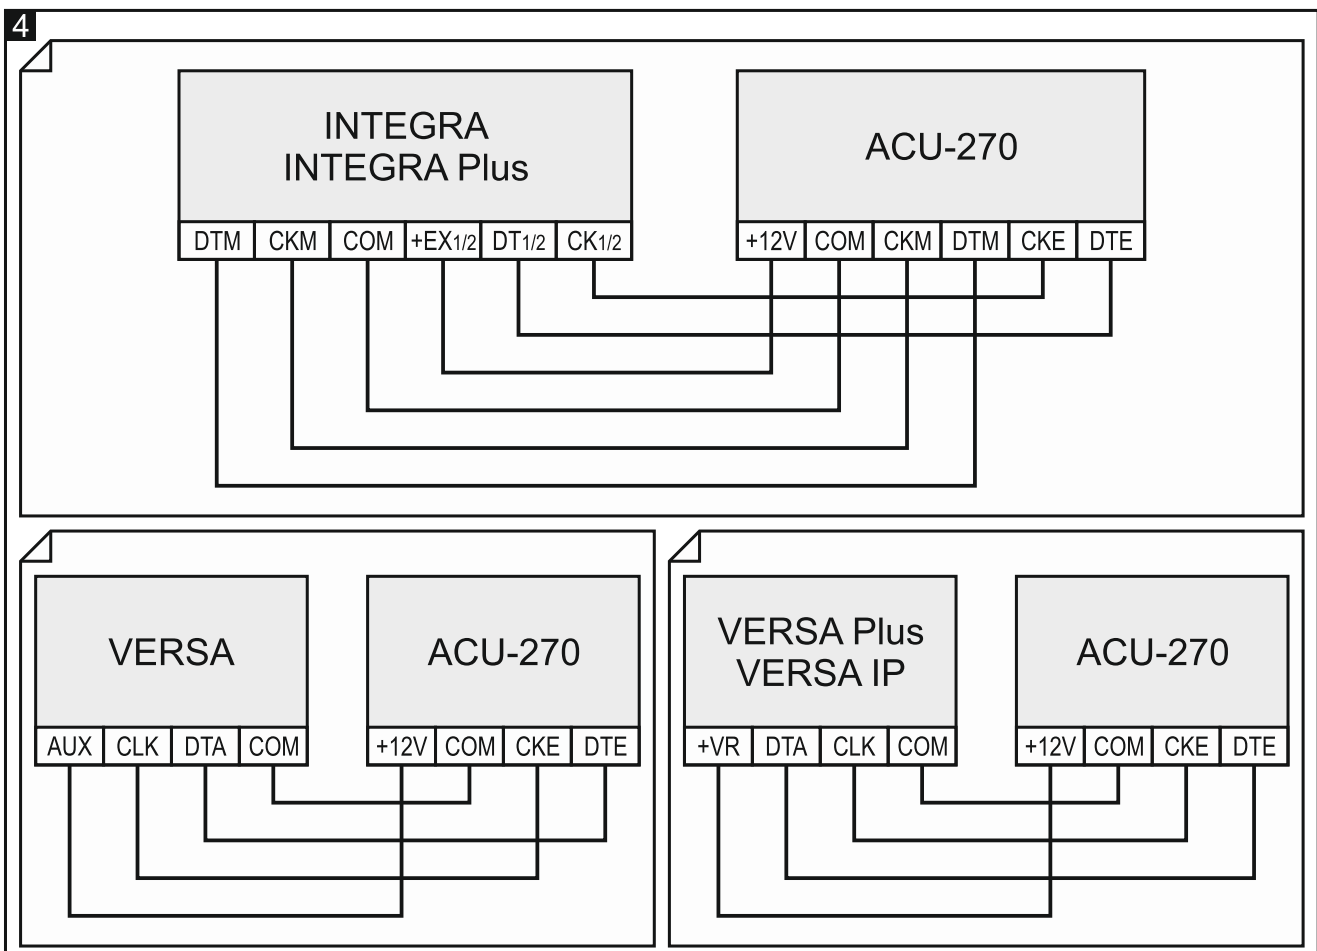 4
INTEGRA
INTEGRA Plus
DTM CKM COM +EX1/2 DT1/2 CK1/2
ACU-270
+12V COM CKM DTM CKE DTE
VERSA
AUX CLK DTA COM
ACU-270
+12V COM CKE DTE
VERSA Plus
VERSA IP
+VR DTA CLK COM
ACU-270
+12V COM CKE DTE